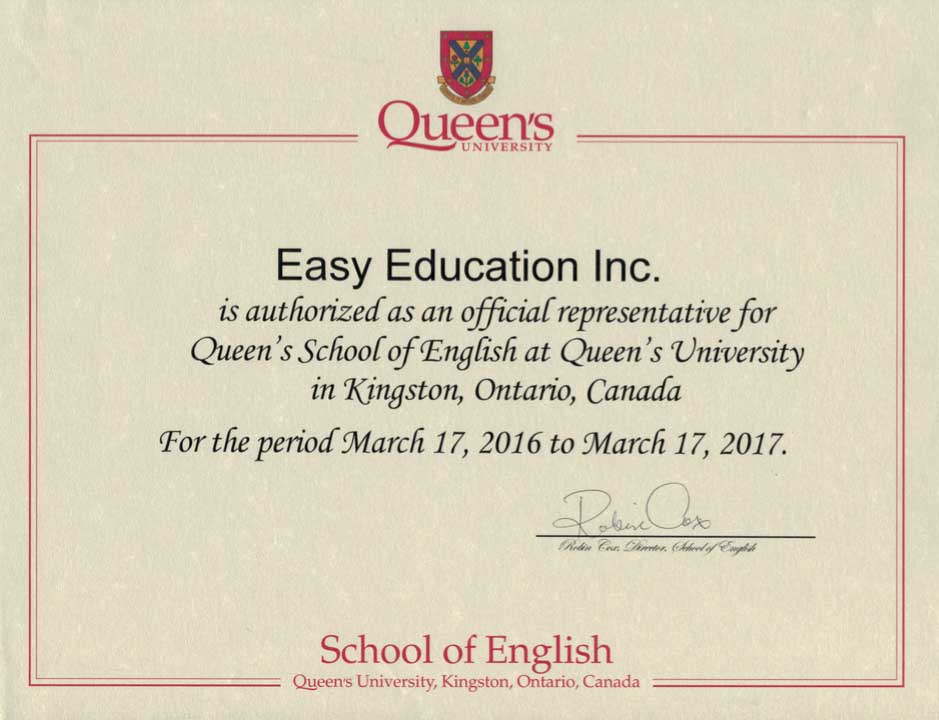 Queen's
UNIVERSITY
Easy Education Inc.
is authorized as an official representative for
Queen's School of English at Queen's University
in Kingston, Ontario, Canada
For the period March 17, 2016 to March 17, 2017.
Robin Cox
Robin Cox, Director, School of English
School of English
Queen's University, Kingston, Ontario, Canada